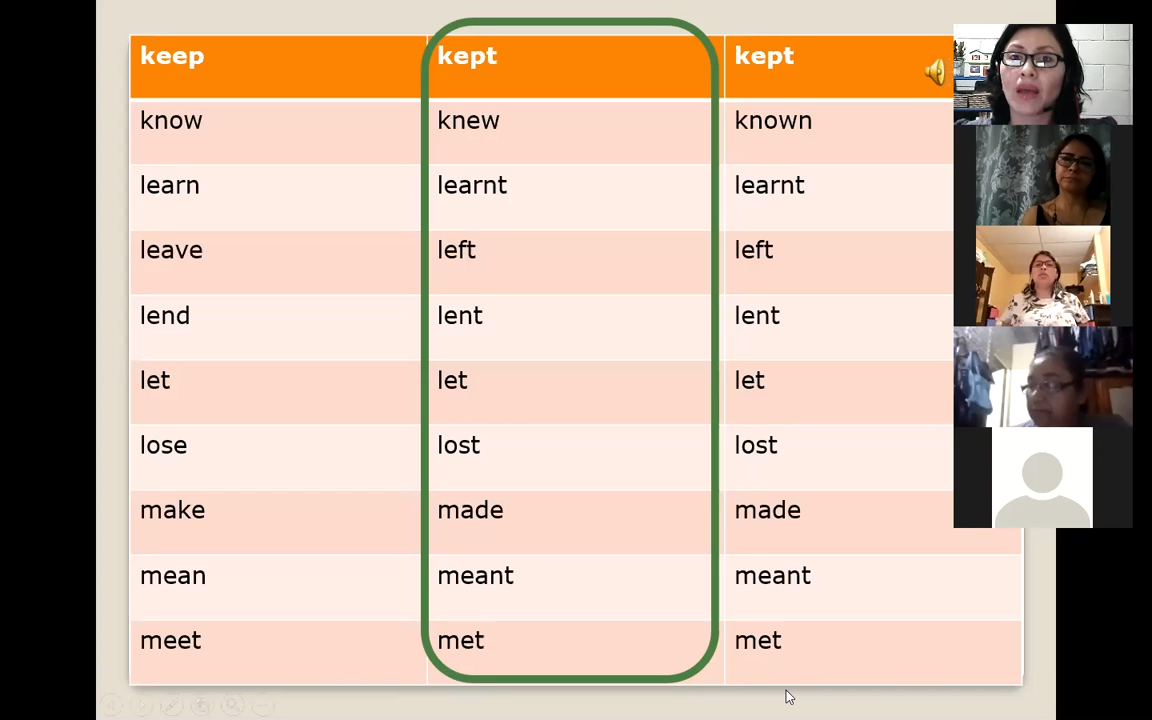 keep kept kept
know knew known
learn learnt learnt
leave left left
lend lent lent
let let let
lose lost lost
make made made
mean meant meant
meet met met